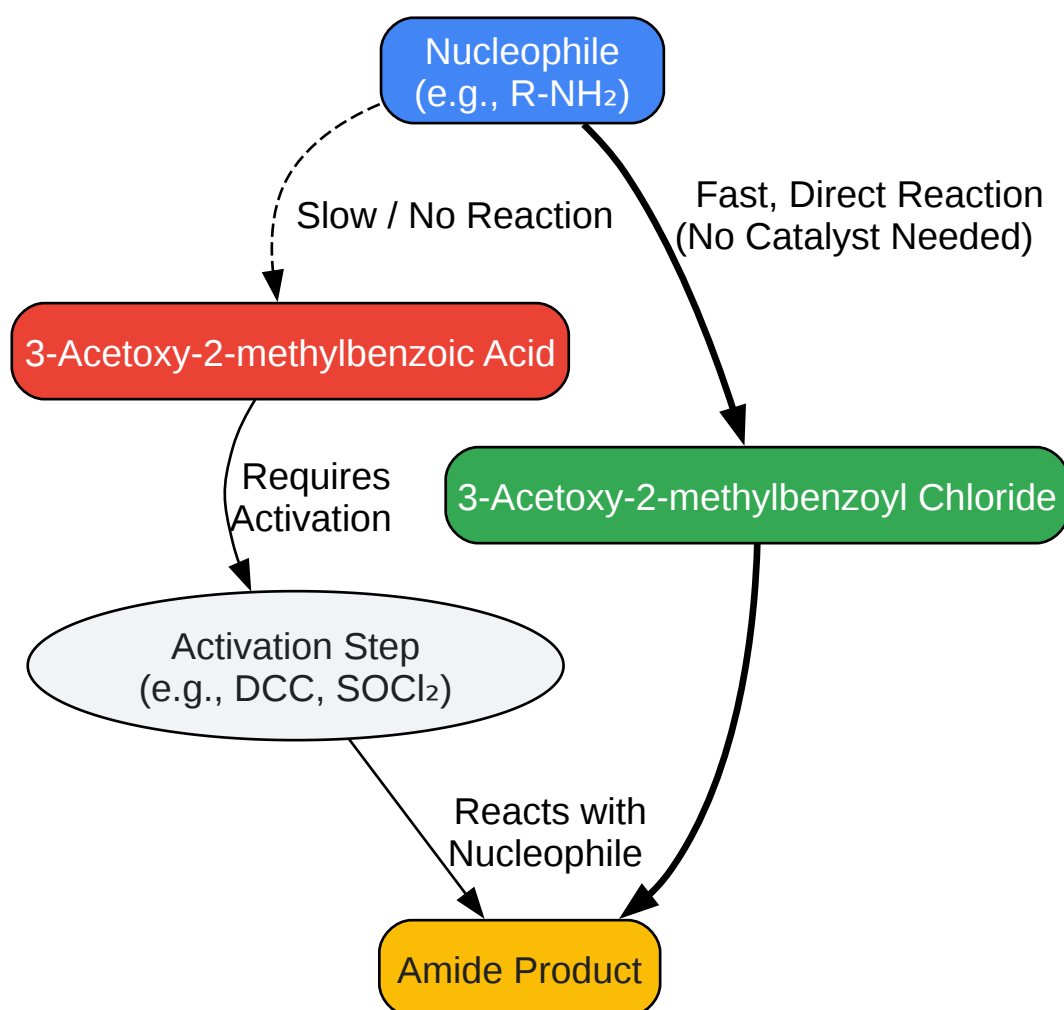 Nucleophile
(e.g., R-NH₂)
Fast, Direct Reaction
(No Catalyst Needed)
Slow / No Reaction
3-Acetoxy-2-methylbenzoic Acid
Requires
Activation
3-Acetoxy-2-methylbenzoyl Chloride
Activation Step
(e.g., DCC, SOCl₂)
Reacts with
Nucleophile
Amide Product